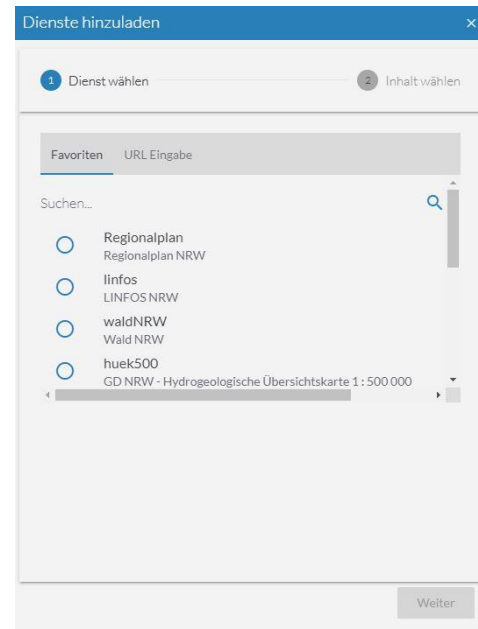 Dienste hinzuladen ×
1 Dienst wählen 2 Inhalt wählen
Favoriten URL Eingabe
Suchen...
Regionalplan
Regionalplan NRW
linfos
LINFOS NRW
waldNRW
Wald NRW
huek500
GD NRW - Hydrogeologische Übersichtskarte 1 : 500 000
Weiter